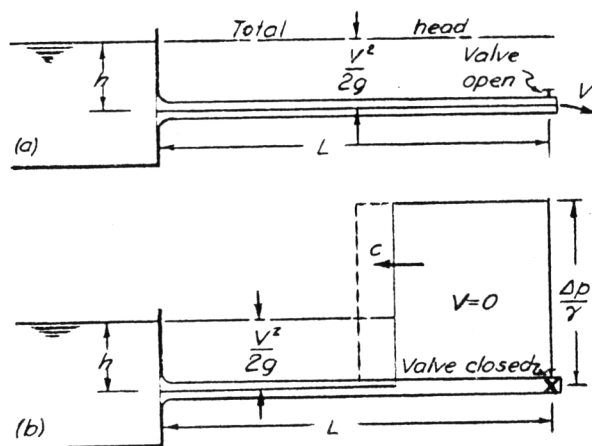 Total head
V²
2g
Valve
open
V
h
(a)
L
c
V=0
Δp
γ
V²
2g
h
Valve closed
(b)
L